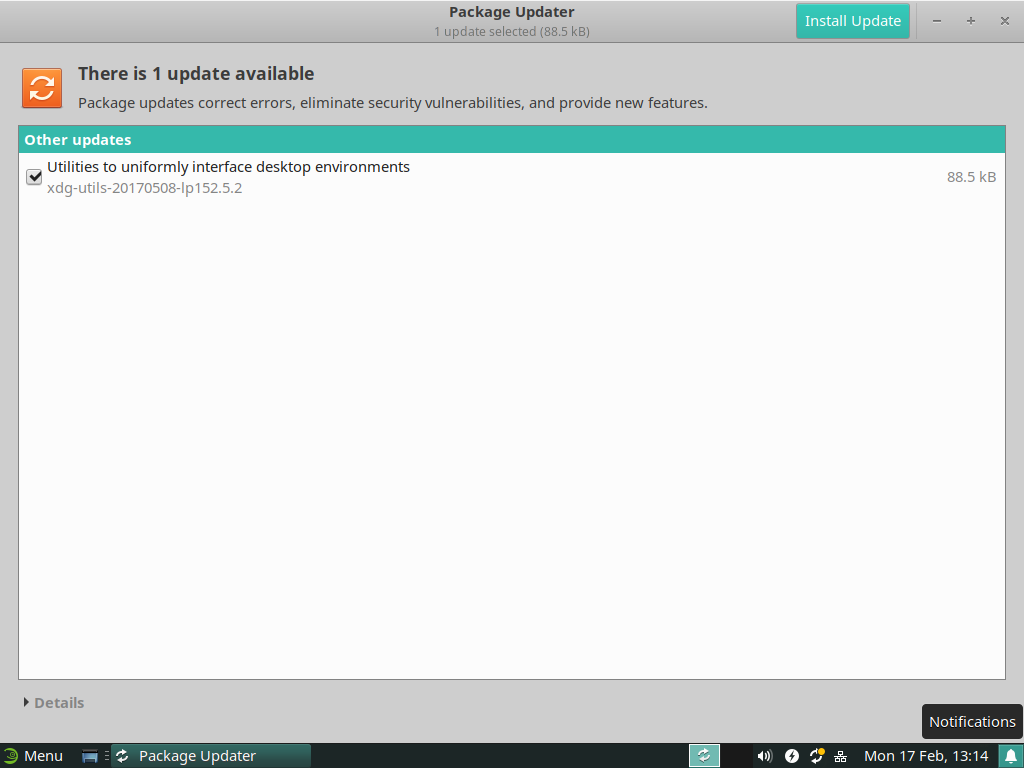 Package Updater
1 update selected (88.5 kB)
Install Update
There is 1 update available
Package updates correct errors, eliminate security vulnerabilities, and provide new features.
Other updates
Utilities to uniformly interface desktop environments
xdg-utils-20170508-lp152.5.2
88.5 kB
Details
Notifications
Menu
Package Updater
Mon 17 Feb, 13:14